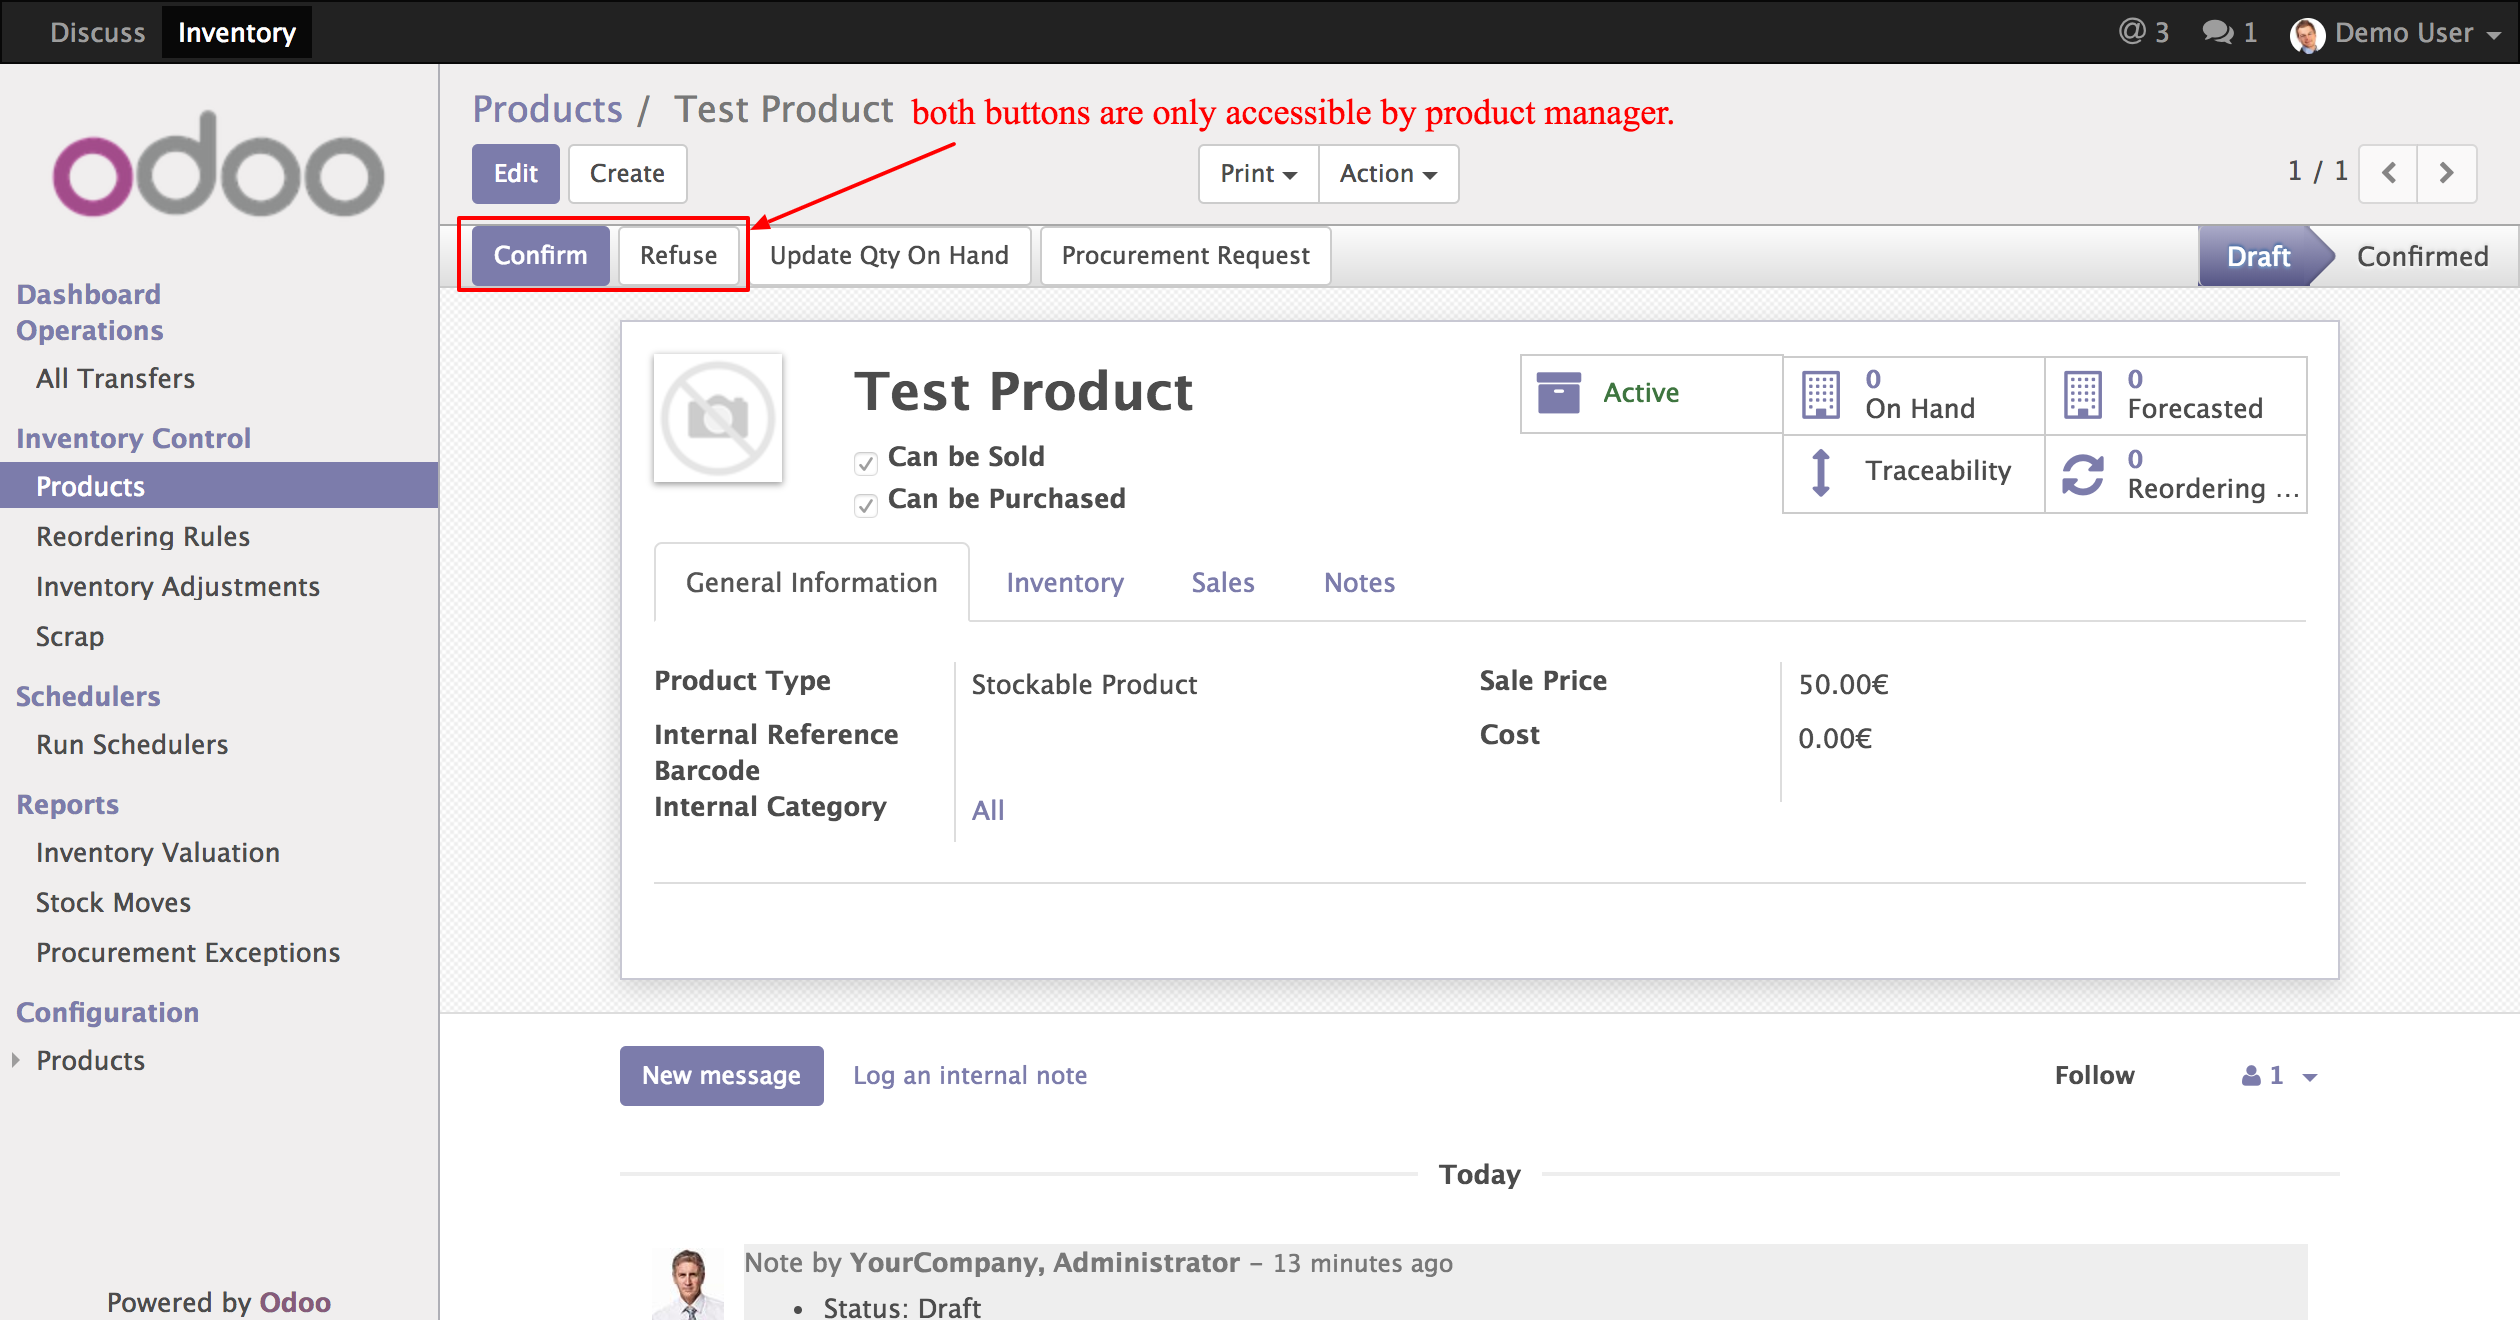 Discuss Inventory @ 3 1 Demo User
odoo
Products / Test Product both buttons are only accessible by product manager.
Edit Create Print Action 1 / 1
Confirm Refuse Update Qty On Hand Procurement Request Draft Confirmed
Dashboard
Operations
All Transfers
Inventory Control
Products
Reordering Rules
Inventory Adjustments
Scrap
Schedulers
Run Schedulers
Reports
Inventory Valuation
Stock Moves
Procurement Exceptions
Configuration
Products
Powered by Odoo
Test Product
Can be Sold
Can be Purchased
Active
0
On Hand
0
Forecasted
Traceability
0
Reordering ...
General Information Inventory Sales Notes
Product Type Stockable Product
Internal Reference
Barcode
Internal Category All
Sale Price 50.00€
Cost 0.00€
New message Log an internal note Follow 1
Today
Note by YourCompany, Administrator – 13 minutes ago
• Status: Draft